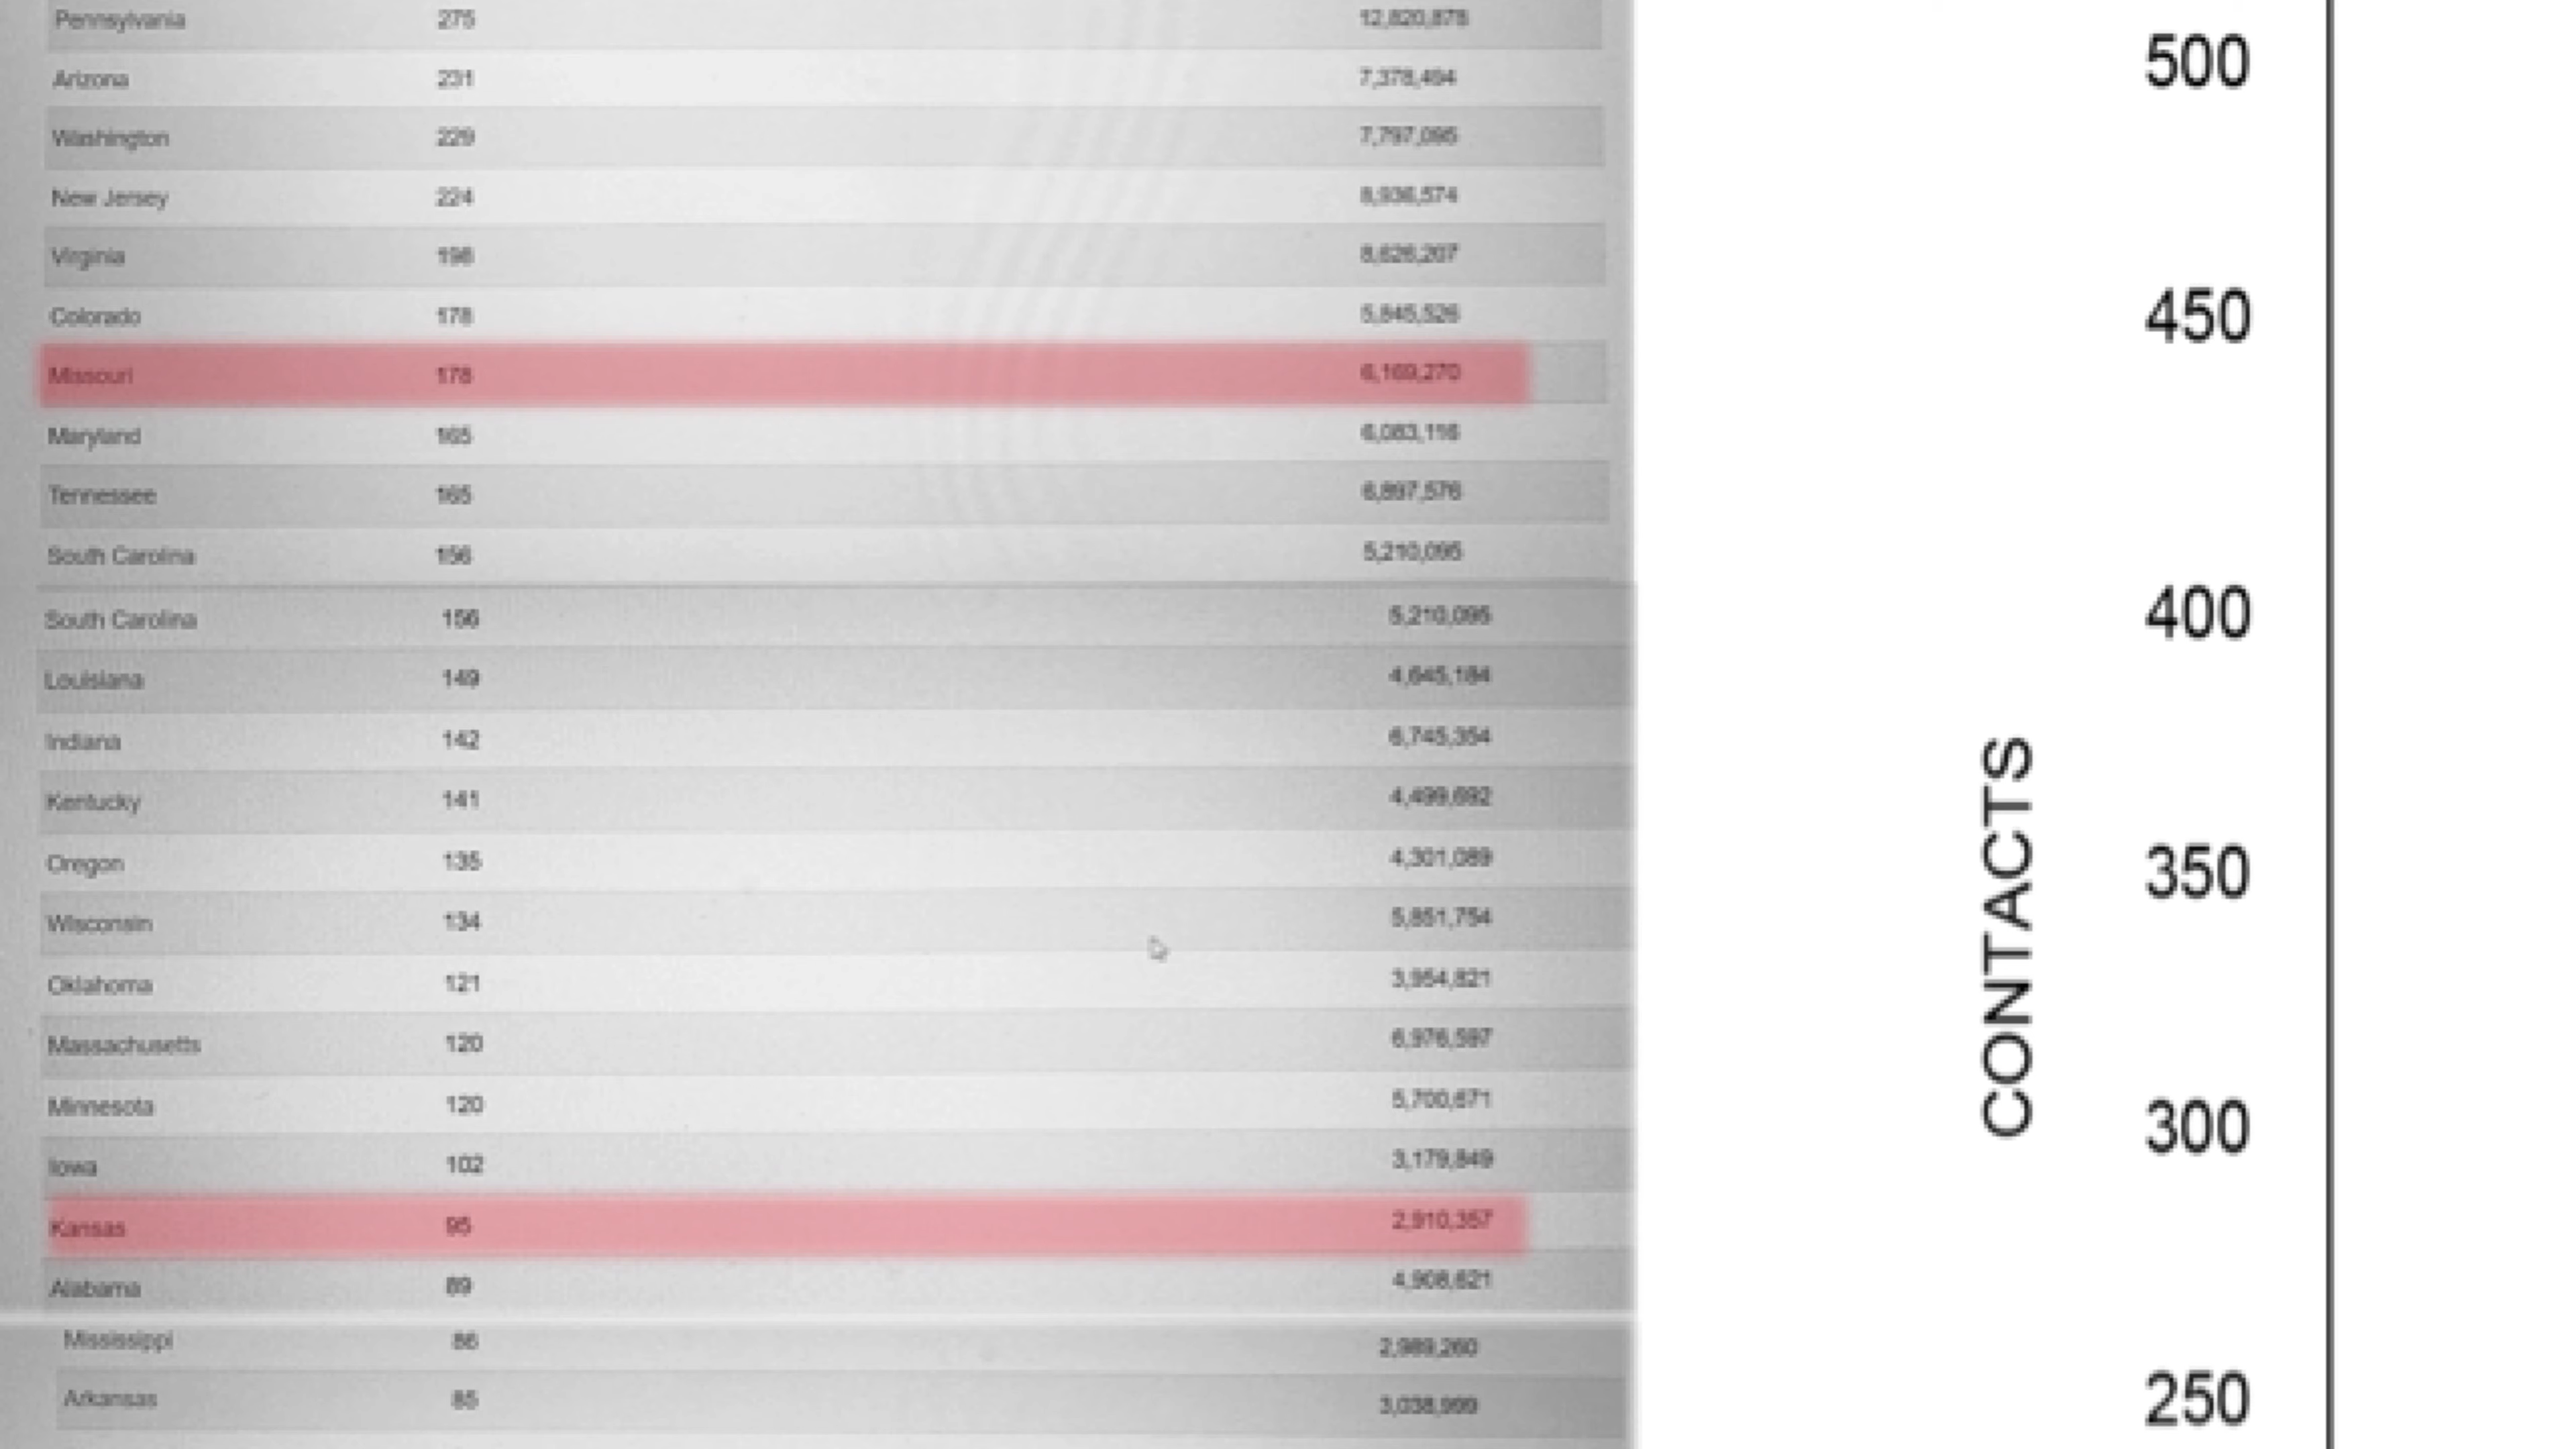 Pennsylvania 275 12,820,878
Arizona 231 7,378,494
Washington 229 7,797,095
New Jersey 224 8,936,574
Virginia 198 8,626,207
Colorado 178 5,845,526
Missouri 178 6,169,270
Maryland 165 6,083,116
Tennessee 165 6,897,576
South Carolina 156 5,210,095
South Carolina 156 5,210,095
Louisiana 149 4,645,184
Indiana 142 6,745,354
Kentucky 141 4,499,692
Oregon 135 4,301,089
Wisconsin 134 5,851,754
Oklahoma 121 3,954,821
Massachusetts 120 6,976,597
Minnesota 120 5,700,671
Iowa 102 3,179,849
Kansas 95 2,910,357
Alabama 89 4,908,621
Mississippi 86 2,989,260
Arkansas 85 3,038,999
CONTACTS
500
450
400
350
300
250